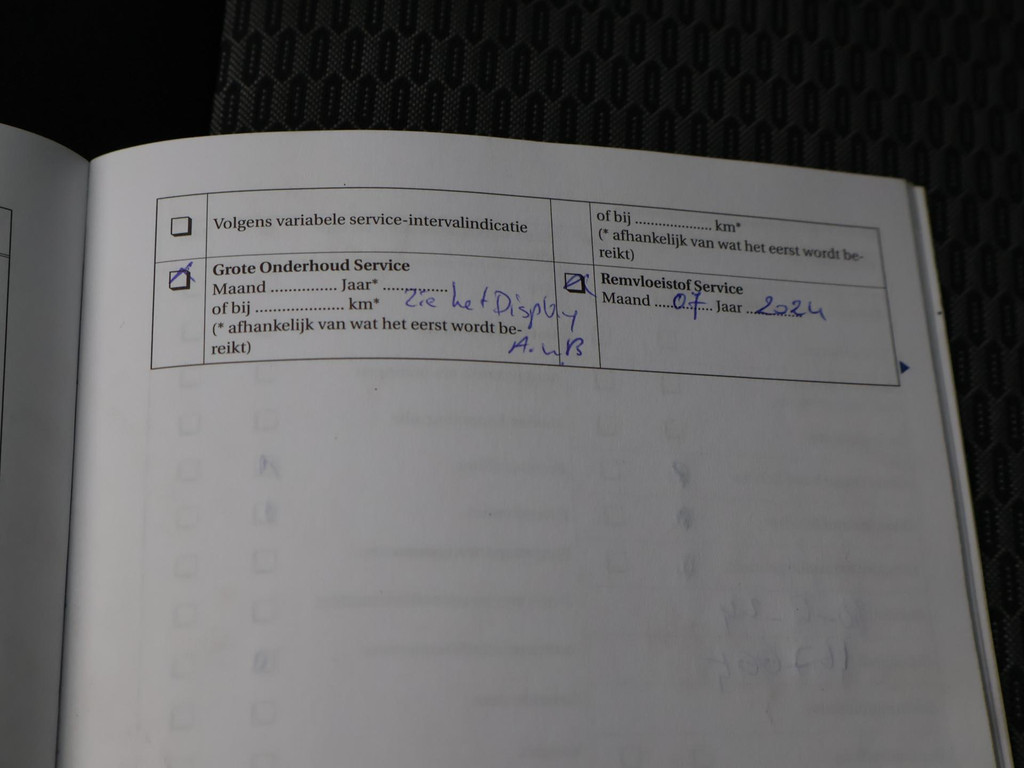 Volgens variabele service-intervalindicatie
of bij ................... km*
(* afhankelijk van wat het eerst wordt be-
reikt)
Grote Onderhoud Service
Maand ................ Jaar* ................
of bij ..................... km*
Zie het Display
(* afhankelijk van wat het eerst wordt be-
reikt)
Remvloeistof Service
Maand .....07.... Jaar ...2024...